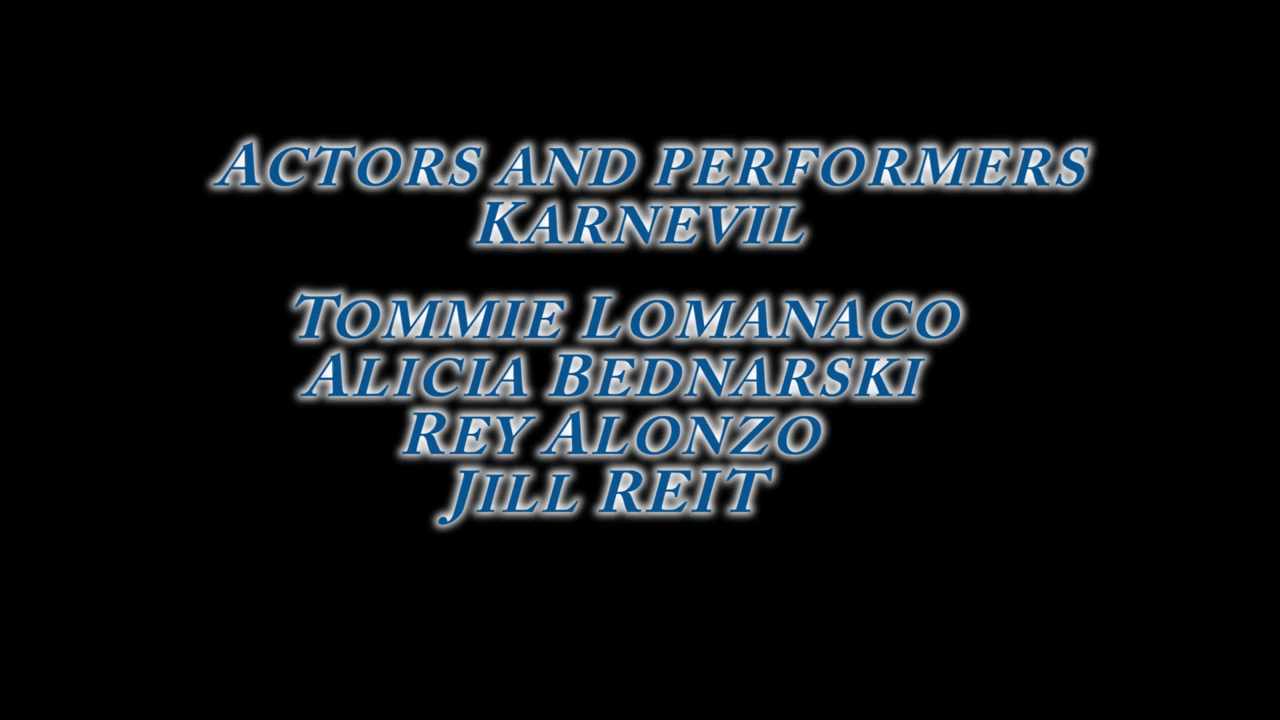 Actors and performers
Karnevil
Tommie Lomanaco
Alicia Bednarski
Rey Alonzo
Jill REIT